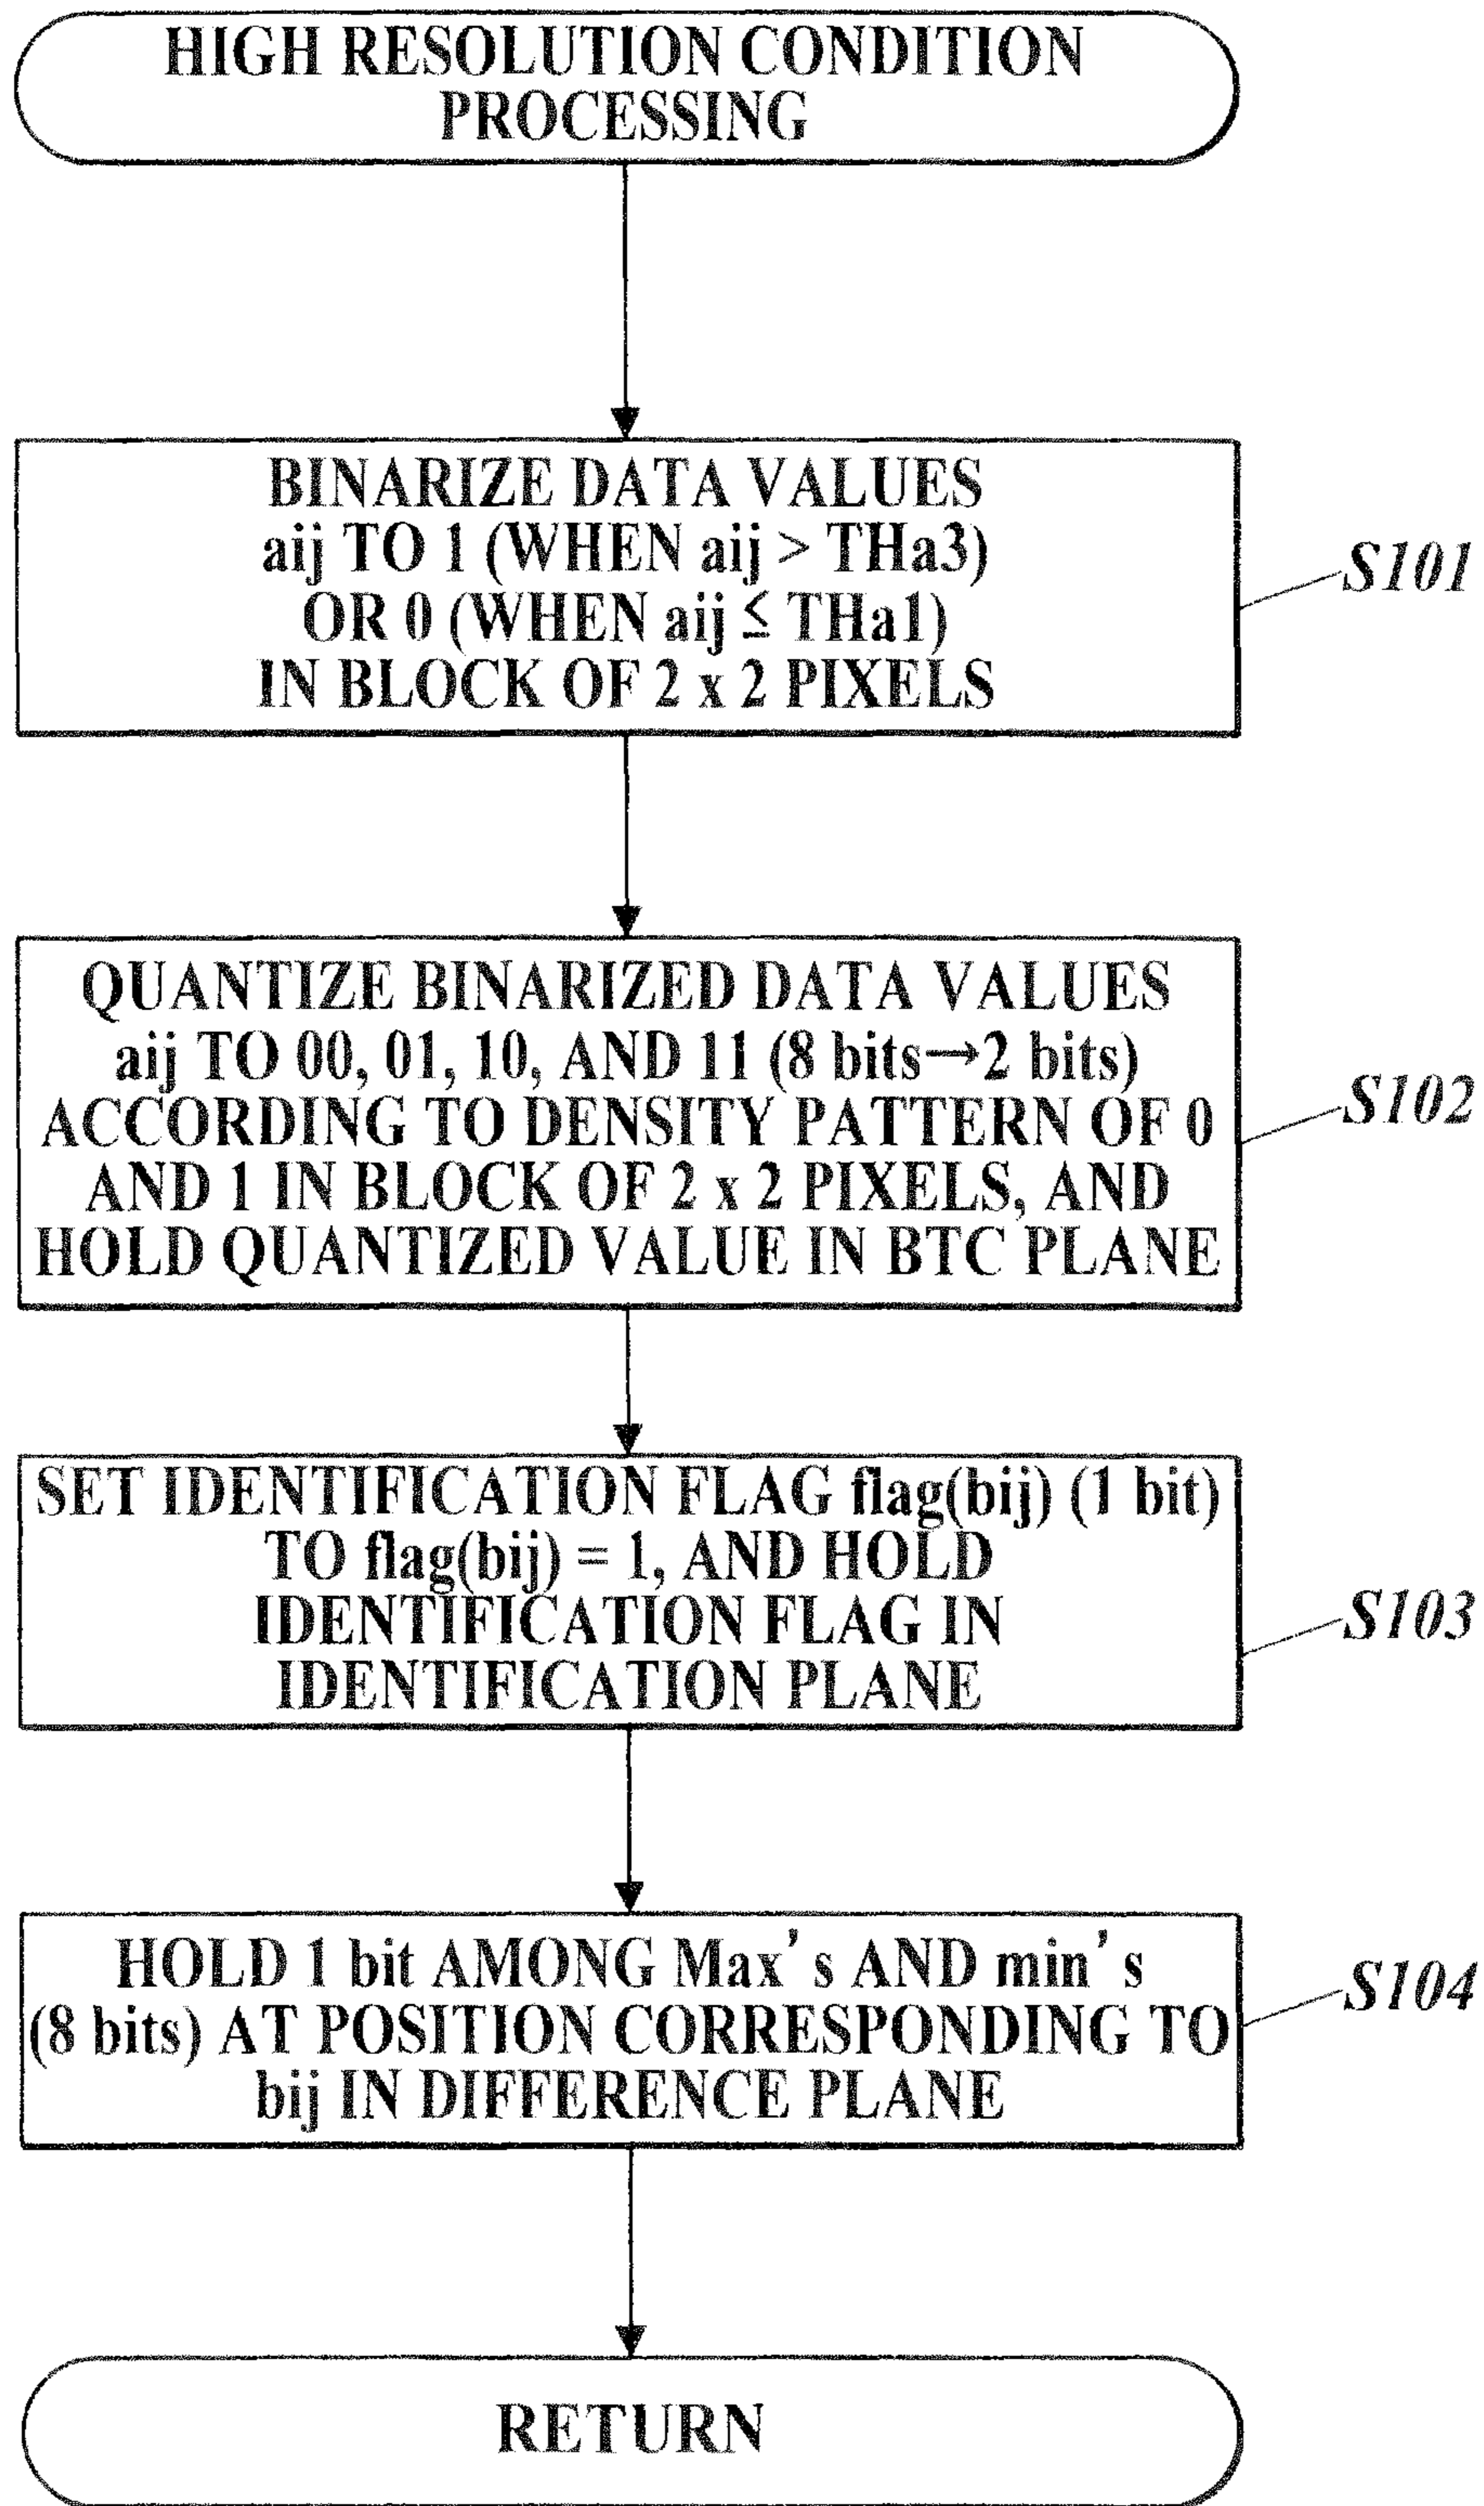 HIGH RESOLUTION CONDITION
PROCESSING
BINARIZE DATA VALUES
aij TO 1 (WHEN aij > THa3)
OR 0 (WHEN aij ≤ THa1)
IN BLOCK OF 2 x 2 PIXELS
S101
QUANTIZE BINARIZED DATA VALUES
aij TO 00, 01, 10, AND 11 (8 bits→2 bits)
ACCORDING TO DENSITY PATTERN OF 0
AND 1 IN BLOCK OF 2 x 2 PIXELS, AND
HOLD QUANTIZED VALUE IN BTC PLANE
S102
SET IDENTIFICATION FLAG flag(bij) (1 bit)
TO flag(bij) = 1, AND HOLD
IDENTIFICATION FLAG IN
IDENTIFICATION PLANE
S103
HOLD 1 bit AMONG Max's AND min's
(8 bits) AT POSITION CORRESPONDING TO
bij IN DIFFERENCE PLANE
S104
RETURN